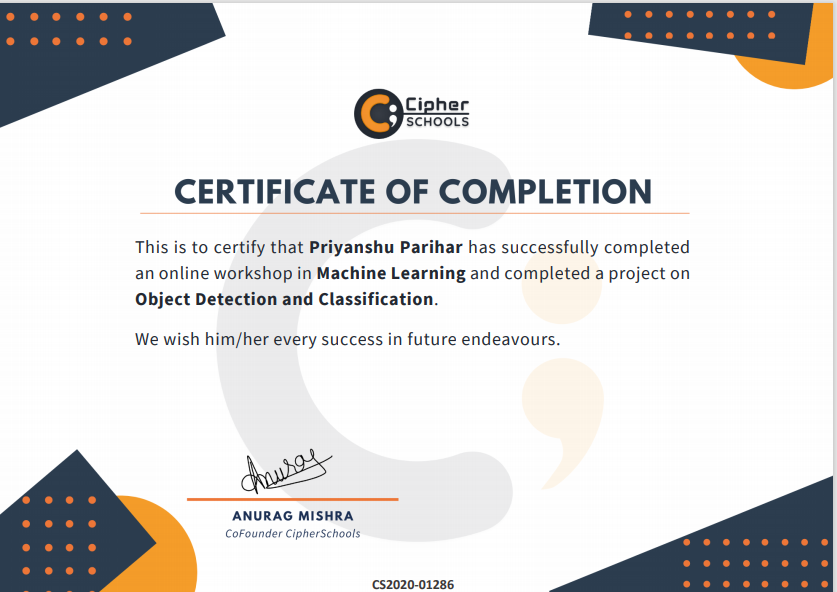 Cipher
SCHOOLS
CERTIFICATE OF COMPLETION
This is to certify that Priyanshu Parihar has successfully completed
an online workshop in Machine Learning and completed a project on
Object Detection and Classification.
We wish him/her every success in future endeavours.
Anurag
ANURAG MISHRA
CoFounder CipherSchools
CS2020-01286